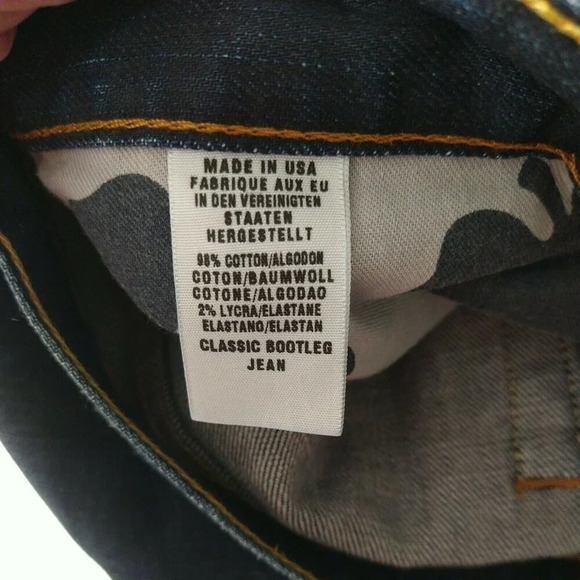 MADE IN USA
FABRIQUE AUX EU
IN DEN VEREINIGTEN
STAATEN
HERGESTELLT
98% COTTON/ALGODON
COTON/BAUMWOLL
COTONE/ALGODAO
2% LYCRA/ELASTANE
ELASTANO/ELASTAN
CLASSIC BOOTLEG
JEAN